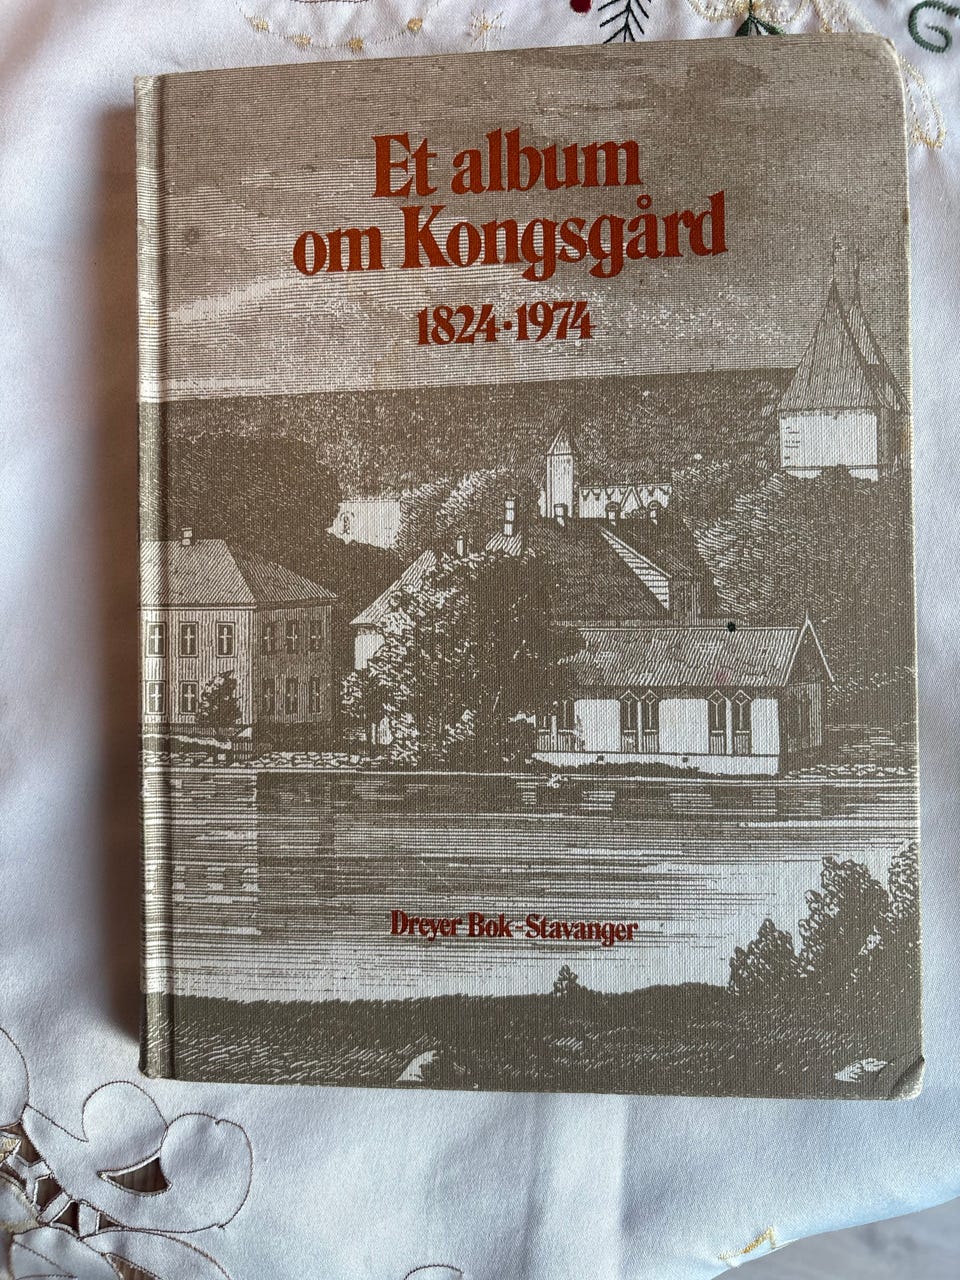 Et album
om Kongsgård
1824·1974
Dreyer Bok-Stavanger